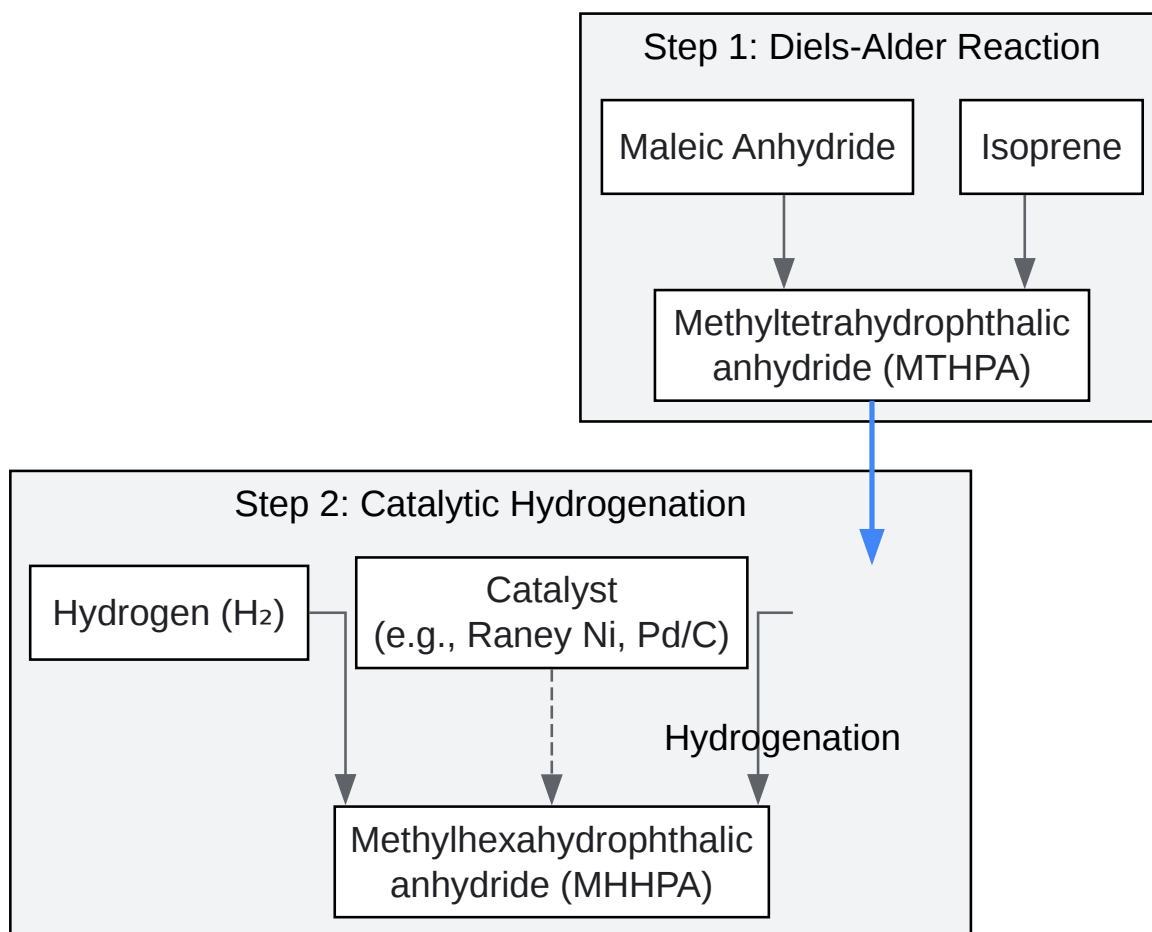 Step 1: Diels-Alder Reaction
Maleic Anhydride
Isoprene
Methyltetrahydrophthalic
anhydride (MTHPA)
Step 2: Catalytic Hydrogenation
Hydrogen (H₂)
Catalyst
(e.g., Raney Ni, Pd/C)
Hydrogenation
Methylhexahydrophthalic
anhydride (MHHPA)